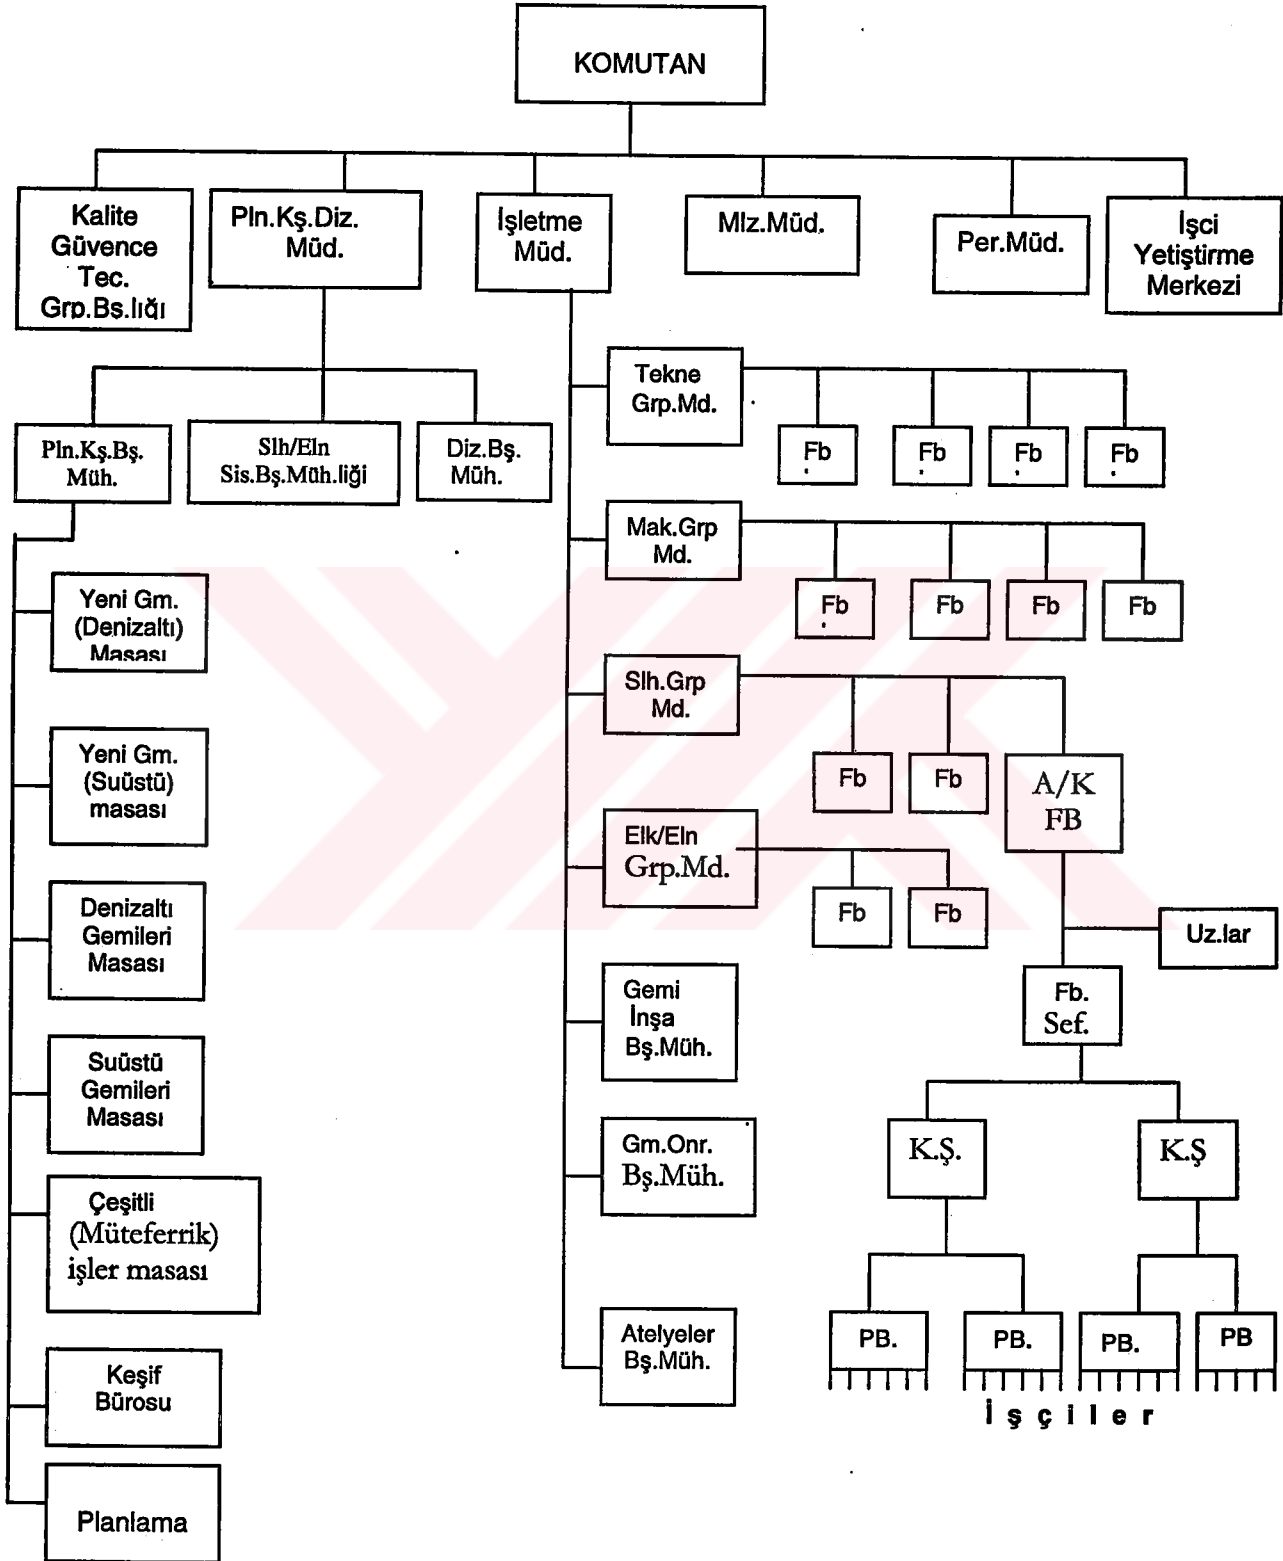 KOMUTAN
Kalite
Güvence
Tec.
Grp.Bş.lığı
Pln.Kş.Diz.
Müd.
İşletme
Müd.
Mlz.Müd.
Per.Müd.
İşci
Yetiştirme
Merkezi
Pln.Kş.Bş.
Müh.
Slh/Eln
Sis.Bş.Müh.liği
Diz.Bş.
Müh.
Yeni Gm.
(Denizaltı)
Masası
Yeni Gm.
(Suüstü)
masası
Denizaltı
Gemileri
Masası
Suüstü
Gemileri
Masası
Çeşitli
(Müteferrik)
işler masası
Keşif
Bürosu
Planlama
Tekne
Grp.Md.
Fb
Fb
Fb
Fb
Mak.Grp
Md.
Fb
Fb
Fb
Fb
Slh.Grp
Md.
Fb
Fb
A/K
FB
Elk/Eln
Grp.Md.
Fb
Fb
Uz.lar
Fb.
Sef.
Gemi
İnşa
Bş.Müh.
Gm.Onr.
Bş.Müh.
K.Ş.
K.Ş
Atelyeler
Bş.Müh.
PB.
PB.
PB.
PB
İ ş ç i l e r